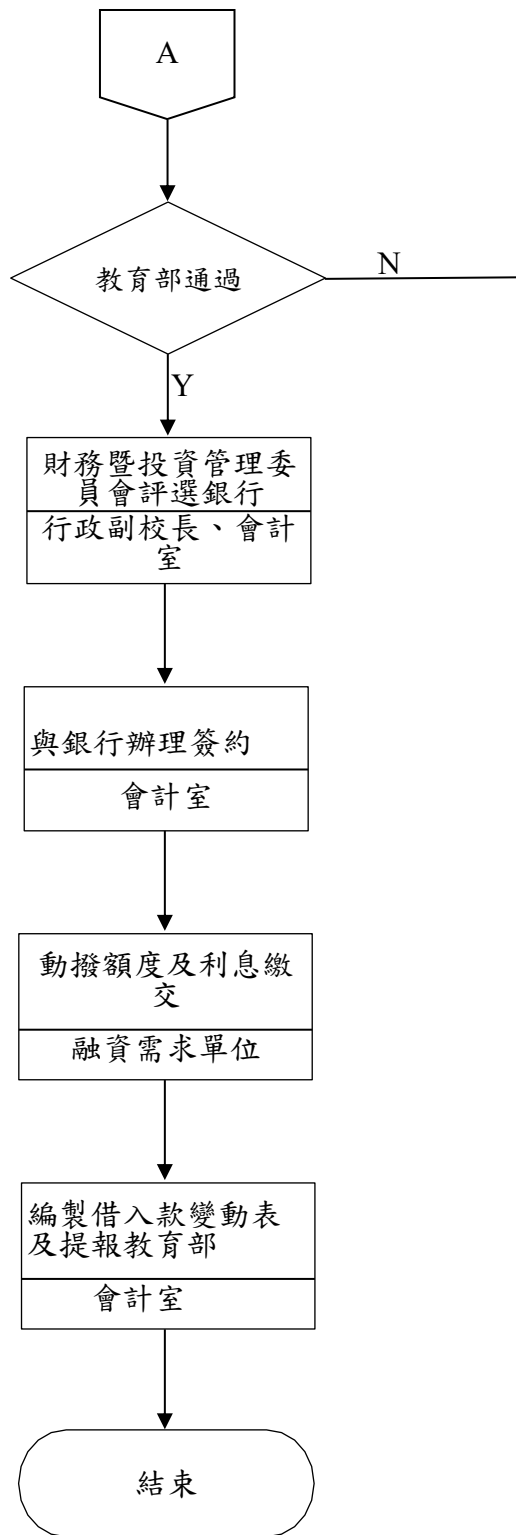 A
教育部通過
N
Y
財務暨投資管理委
員會評選銀行
行政副校長、會計
室
與銀行辦理簽約
會計室
動撥額度及利息繳
交
融資需求單位
編製借入款變動表
及提報教育部
會計室
結束